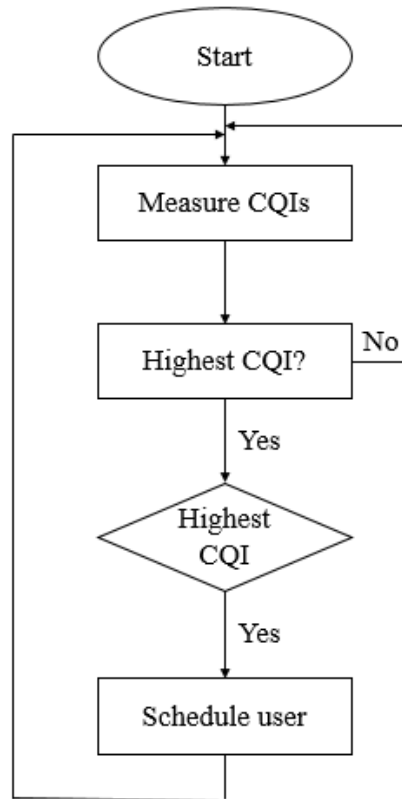 Start
Measure CQIs
Highest CQI?
No
Yes
Highest
CQI
Yes
Schedule user